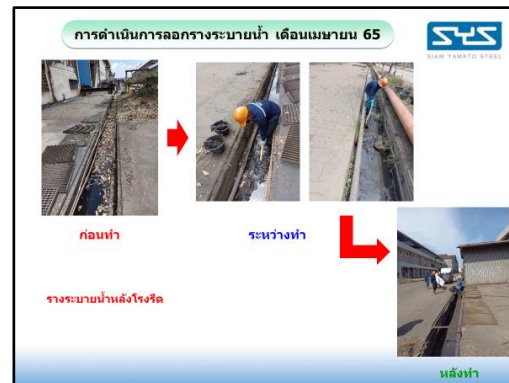 การดำเนินการลอกรางระบายน้ำ เดือนเมษายน 65
SYS
SIAM YAMATO STEEL
ก่อนทำ
ระหว่างทำ
รางระบายน้ำหลังโรงรีด
หลังทำ